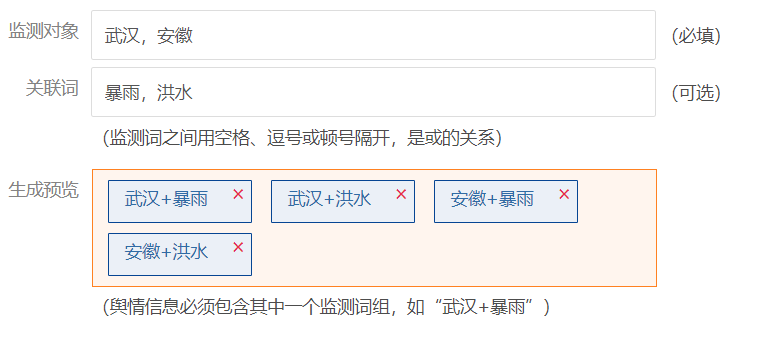 监测对象 武汉，安徽 （必填）
关联词 暴雨，洪水 （可选）
（监测词之间用空格、逗号或顿号隔开，是或的关系）
生成预览 武汉+暴雨 × 武汉+洪水 × 安徽+暴雨 ×
安徽+洪水 ×
（舆情信息必须包含其中一个监测词组，如“武汉+暴雨”）